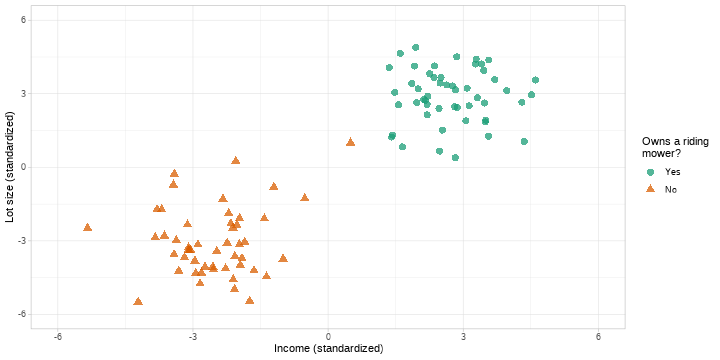 6
3
0
-3
-6
-6
-3
0
3
6
Lot size (standardized)
Income (standardized)
Owns a riding
mower?
Yes
No